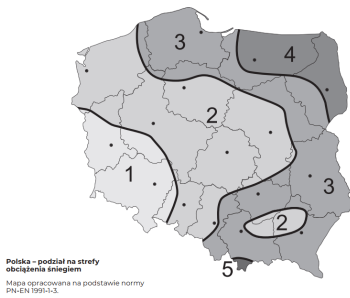 3
4
2
1
3
2
5
Polska – podział na strefy
obciążenia śniegiem
Mapa opracowana na podstawie normy
PN-EN 1991-1-3.